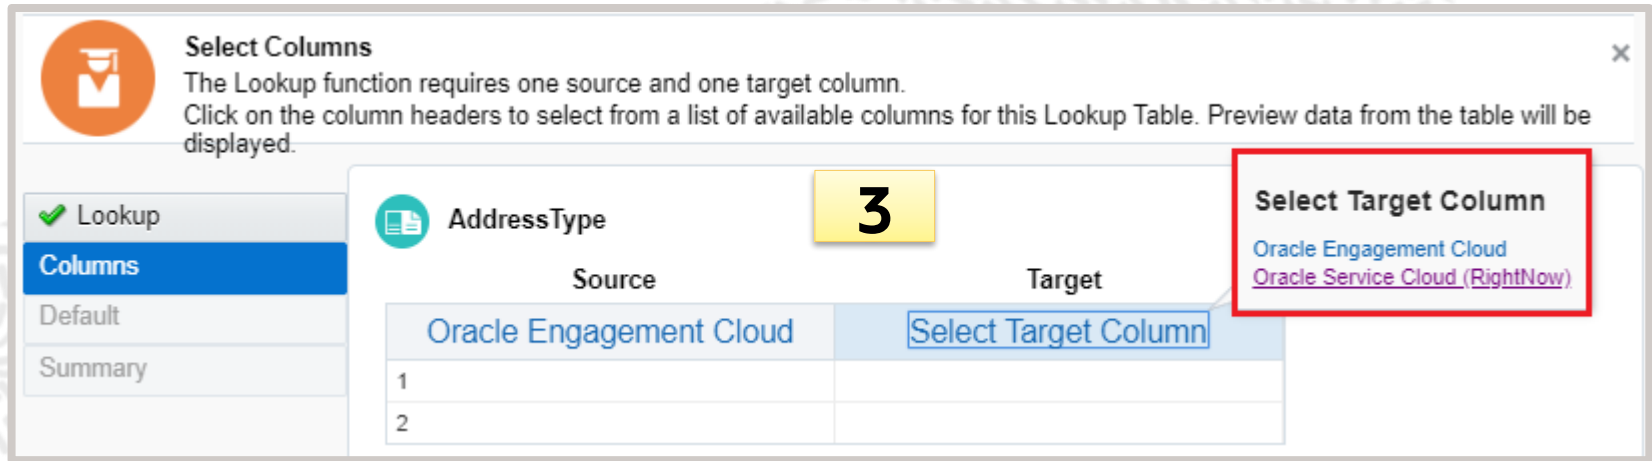 Select Columns
The Lookup function requires one source and one target column.
Click on the column headers to select from a list of available columns for this Lookup Table. Preview data from the table will be
displayed.
Lookup
Columns
Default
Summary
AddressType
3
Source
Target
Oracle Engagement Cloud
Select Target Column
1
2
Select Target Column
Oracle Engagement Cloud
Oracle Service Cloud (RightNow)